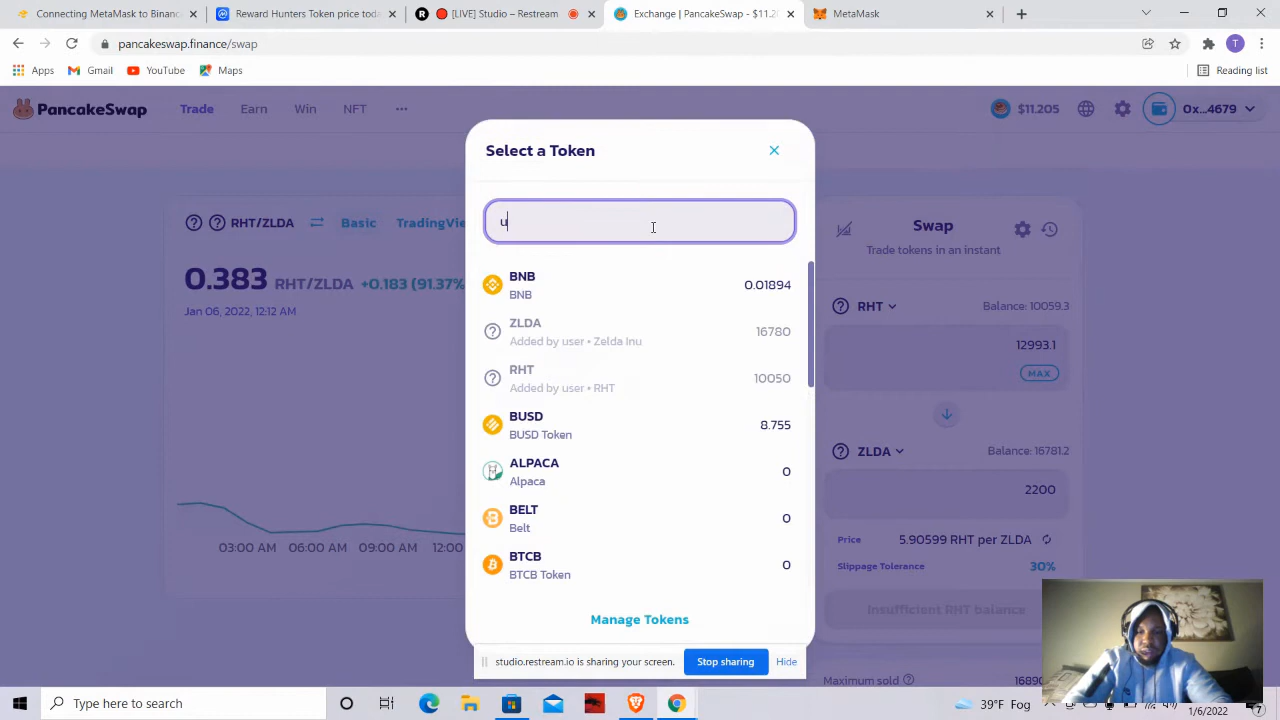 MetaMask to Binance to Financ
Reward Hunters Token price to
[LIVE] Studio - Restream
Exchange | PancakeSwap - $11.20
MetaMask
pancakeswap.finance/swap
T
Apps Gmail YouTube Maps Reading list
PancakeSwap Trade Earn Win NFT $11.205 0x...4679
Select a Token
u
RHT/ZLDA Basic TradingVie
0.383 RHT/ZLDA +0.183 (91.37%
Jan 06, 2022, 12:12 AM
03:00 AM 06:00 AM 09:00 AM 12:00
BNB
BNB
0.01894
ZLDA
Added by user • Zelda Inu
16780
RHT
Added by user • RHT
10050
BUSD
BUSD Token
8.755
ALPACA
Alpaca
0
BELT
Belt
0
BTCB
BTCB Token
0
Manage Tokens
Swap
Trade tokens in an instant
RHT Balance: 10059.3
12993.1
MAX
ZLDA Balance: 16781.2
2200
Price 5.90599 RHT per ZLDA
Slippage Tolerance 30%
Insufficient RHT balance
Maximum sold 16890
studio.restream.io is sharing your screen. Stop sharing Hide
Type here to search
39°F Foggy
1/6/2022